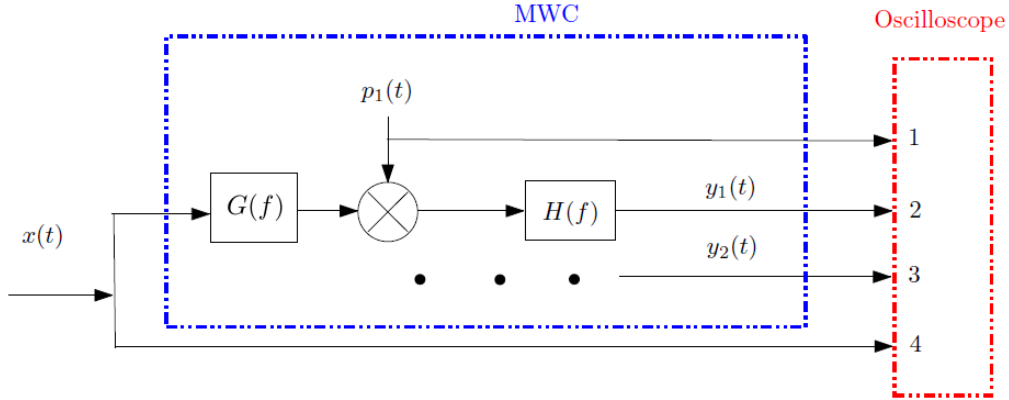 MWC
Oscilloscope
p₁(t)
1
G(f)
H(f)
y₁(t)
2
x(t)
y₂(t)
3
4